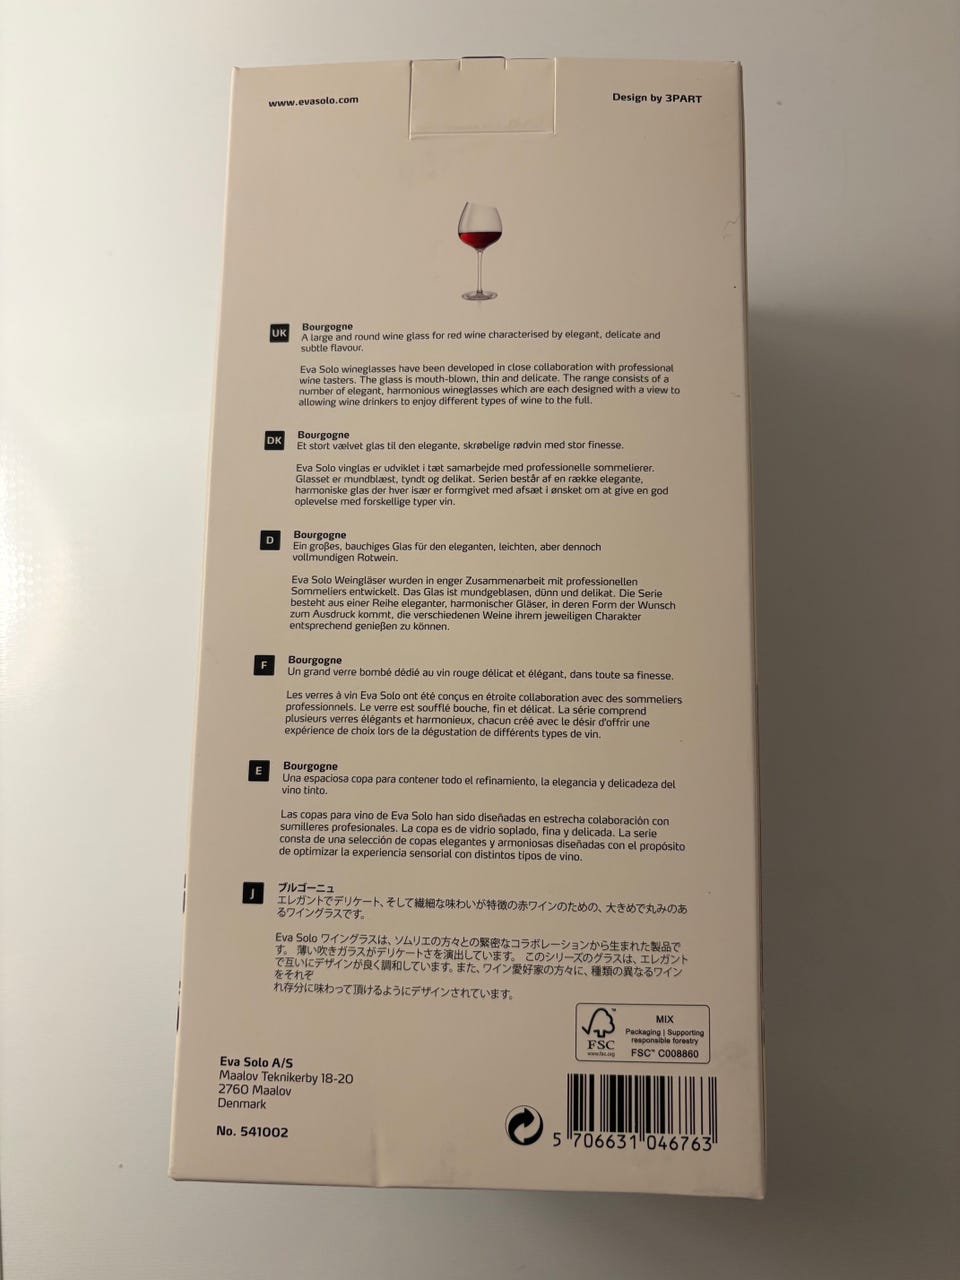 www.evasolo.com
Design by 3PART
UK
Bourgogne
A large and round wine glass for red wine characterised by elegant, delicate and
subtle flavour.
Eva Solo wineglasses have been developed in close collaboration with professional
wine tasters. The glass is mouth-blown, thin and delicate. The range consists of a
number of elegant, harmonious wineglasses which are each designed with a view to
allowing wine drinkers to enjoy different types of wine to the full.
DK
Bourgogne
Et stort vælvet glas til den elegante, skrøbelige rødvin med stor finesse.
Eva Solo vinglas er udviklet i tæt samarbejde med professionelle sommelierer.
Glasset er mundblæst, tyndt og delikat. Serien består af en række elegante,
harmoniske glas der hver især er formgivet med afsæt i ønsket om at give en god
oplevelse med forskellige typer vin.
D
Bourgogne
Ein großes, bauchiges Glas für den eleganten, leichten, aber dennoch
vollmundigen Rotwein.
Eva Solo Weingläser wurden in enger Zusammenarbeit mit professionellen
Sommeliers entwickelt. Das Glas ist mundgeblasen, dünn und delikat. Die Serie
besteht aus einer Reihe eleganter, harmonischer Gläser, in deren Form der Wunsch
zum Ausdruck kommt, die verschiedenen Weine ihrem jeweiligen Charakter
entsprechend genießen zu können.
F
Bourgogne
Un grand verre bombé dédié au vin rouge délicat et élégant, dans toute sa finesse.
Les verres à vin Eva Solo ont été conçus en étroite collaboration avec des sommeliers
professionnels. Le verre est soufflé bouche, fin et délicat. La série comprend
plusieurs verres élégants et harmonieux, chacun créé avec le désir d'offrir une
expérience de choix lors de la dégustation de différents types de vin.
E
Bourgogne
Una espaciosa copa para contener todo el refinamiento, la elegancia y delicadeza del
vino tinto.
Las copas para vino de Eva Solo han sido diseñadas en estrecha colaboración con
sumilleres profesionales. La copa es de vidrio soplado, fina y delicada. La serie
consta de una selección de copas elegantes y armoniosas diseñadas con el propósito
de optimizar la experiencia sensorial con distintos tipos de vino.
J
ブルゴーニュ
エレガントでデリケート、そして繊細な味わいが特徴の赤ワインのための、大きめで丸みのあ
るワイングラスです。
Eva Solo ワイングラスは、ソムリエの方々との緊密なコラボレーションから生まれた製品で
す。 薄い吹きガラスがデリケートさを演出しています。 このシリーズのグラスは、エレガント
で互いにデザインが良く調和しています。また、ワイン愛好家の方々に、種類の異なるワイン
をそれぞ
れ存分に味わって頂けるようにデザインされています。
FSC
www.fsc.org
MIX
Packaging | Supporting
responsible forestry
FSC™ C008860
Eva Solo A/S
Maalov Teknikerby 18-20
2760 Maalov
Denmark
No. 541002
5 706631 046763